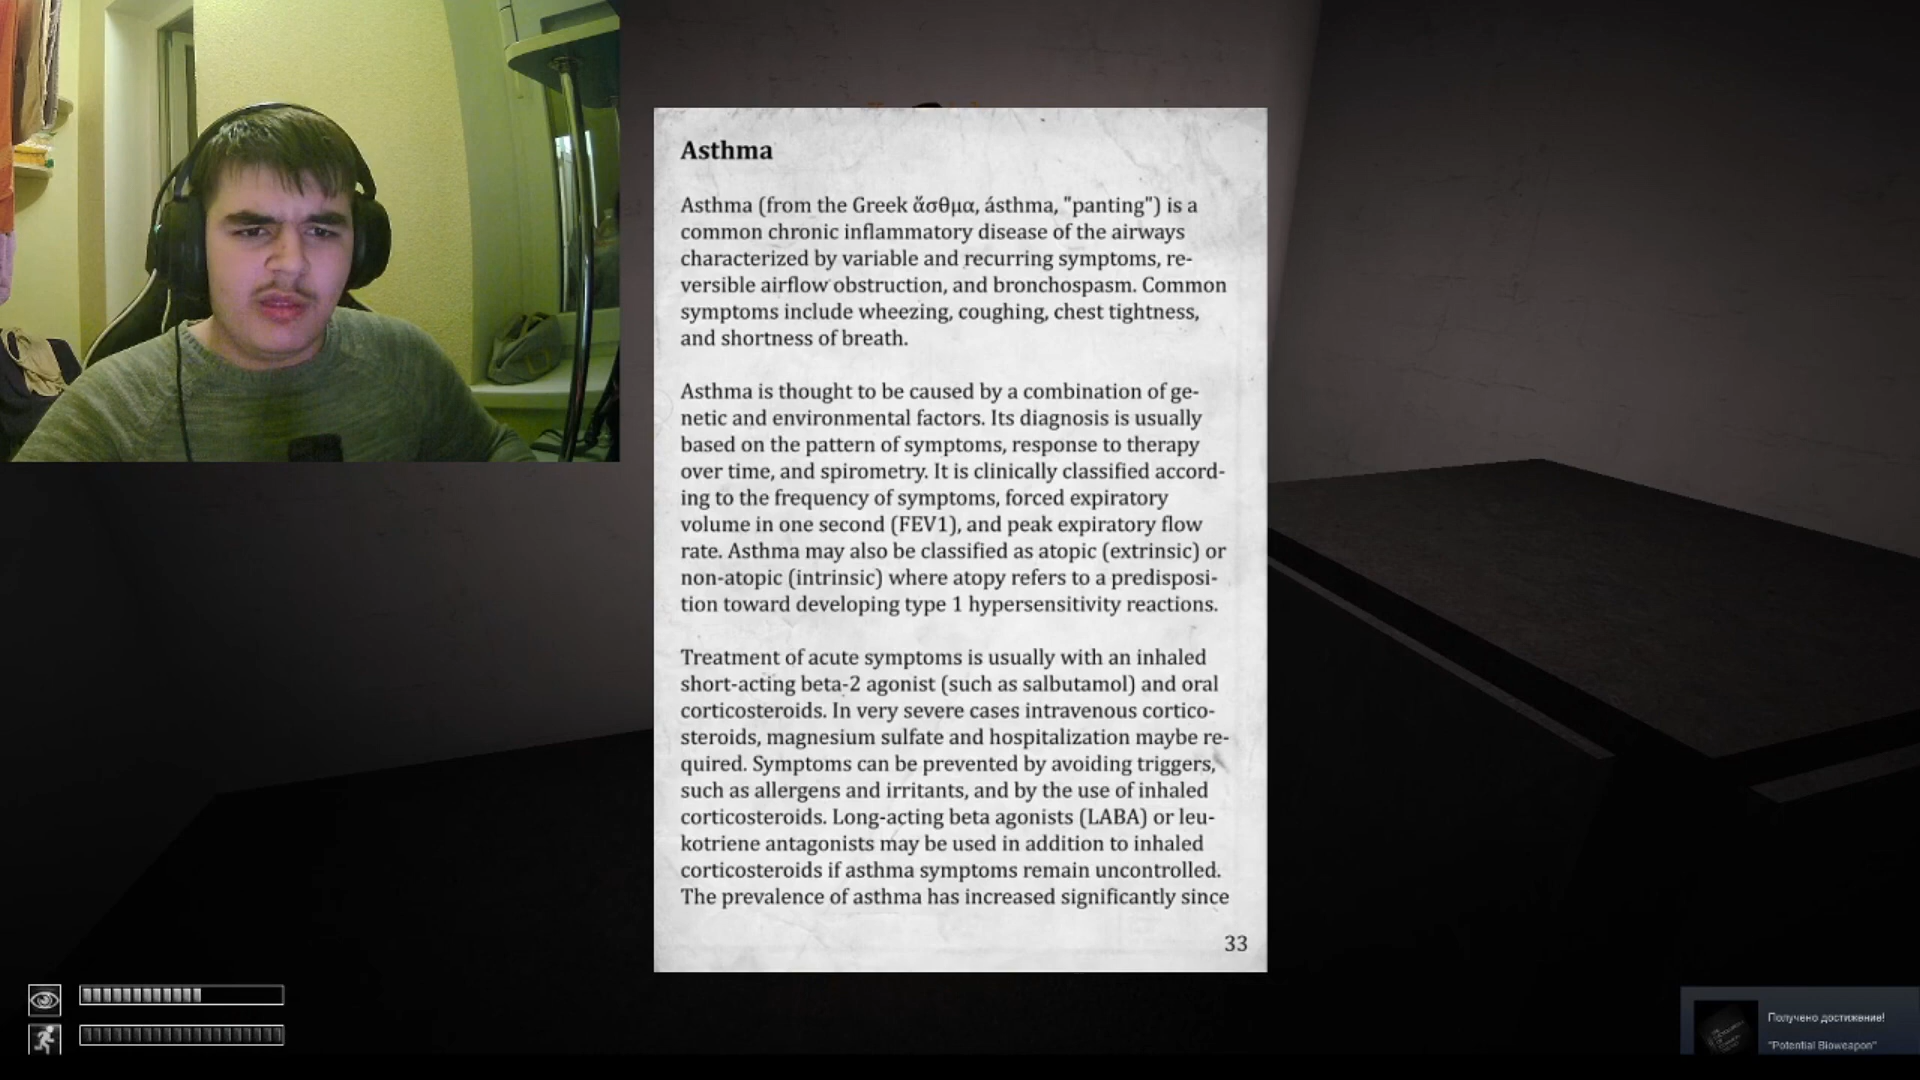 Asthma
Asthma (from the Greek ἄσθμα, ásthma, "panting") is a
common chronic inflammatory disease of the airways
characterized by variable and recurring symptoms, re-
versible airflow obstruction, and bronchospasm. Common
symptoms include wheezing, coughing, chest tightness,
and shortness of breath.
Asthma is thought to be caused by a combination of ge-
netic and environmental factors. Its diagnosis is usually
based on the pattern of symptoms, response to therapy
over time, and spirometry. It is clinically classified accord-
ing to the frequency of symptoms, forced expiratory
volume in one second (FEV1), and peak expiratory flow
rate. Asthma may also be classified as atopic (extrinsic) or
non-atopic (intrinsic) where atopy refers to a predisposi-
tion toward developing type 1 hypersensitivity reactions.
Treatment of acute symptoms is usually with an inhaled
short-acting beta-2 agonist (such as salbutamol) and oral
corticosteroids. In very severe cases intravenous cortico-
steroids, magnesium sulfate and hospitalization maybe re-
quired. Symptoms can be prevented by avoiding triggers,
such as allergens and irritants, and by the use of inhaled
corticosteroids. Long-acting beta agonists (LABA) or leu-
kotriene antagonists may be used in addition to inhaled
corticosteroids if asthma symptoms remain uncontrolled.
The prevalence of asthma has increased significantly since
33
Получено достижение!
"Potential Bioweapon"